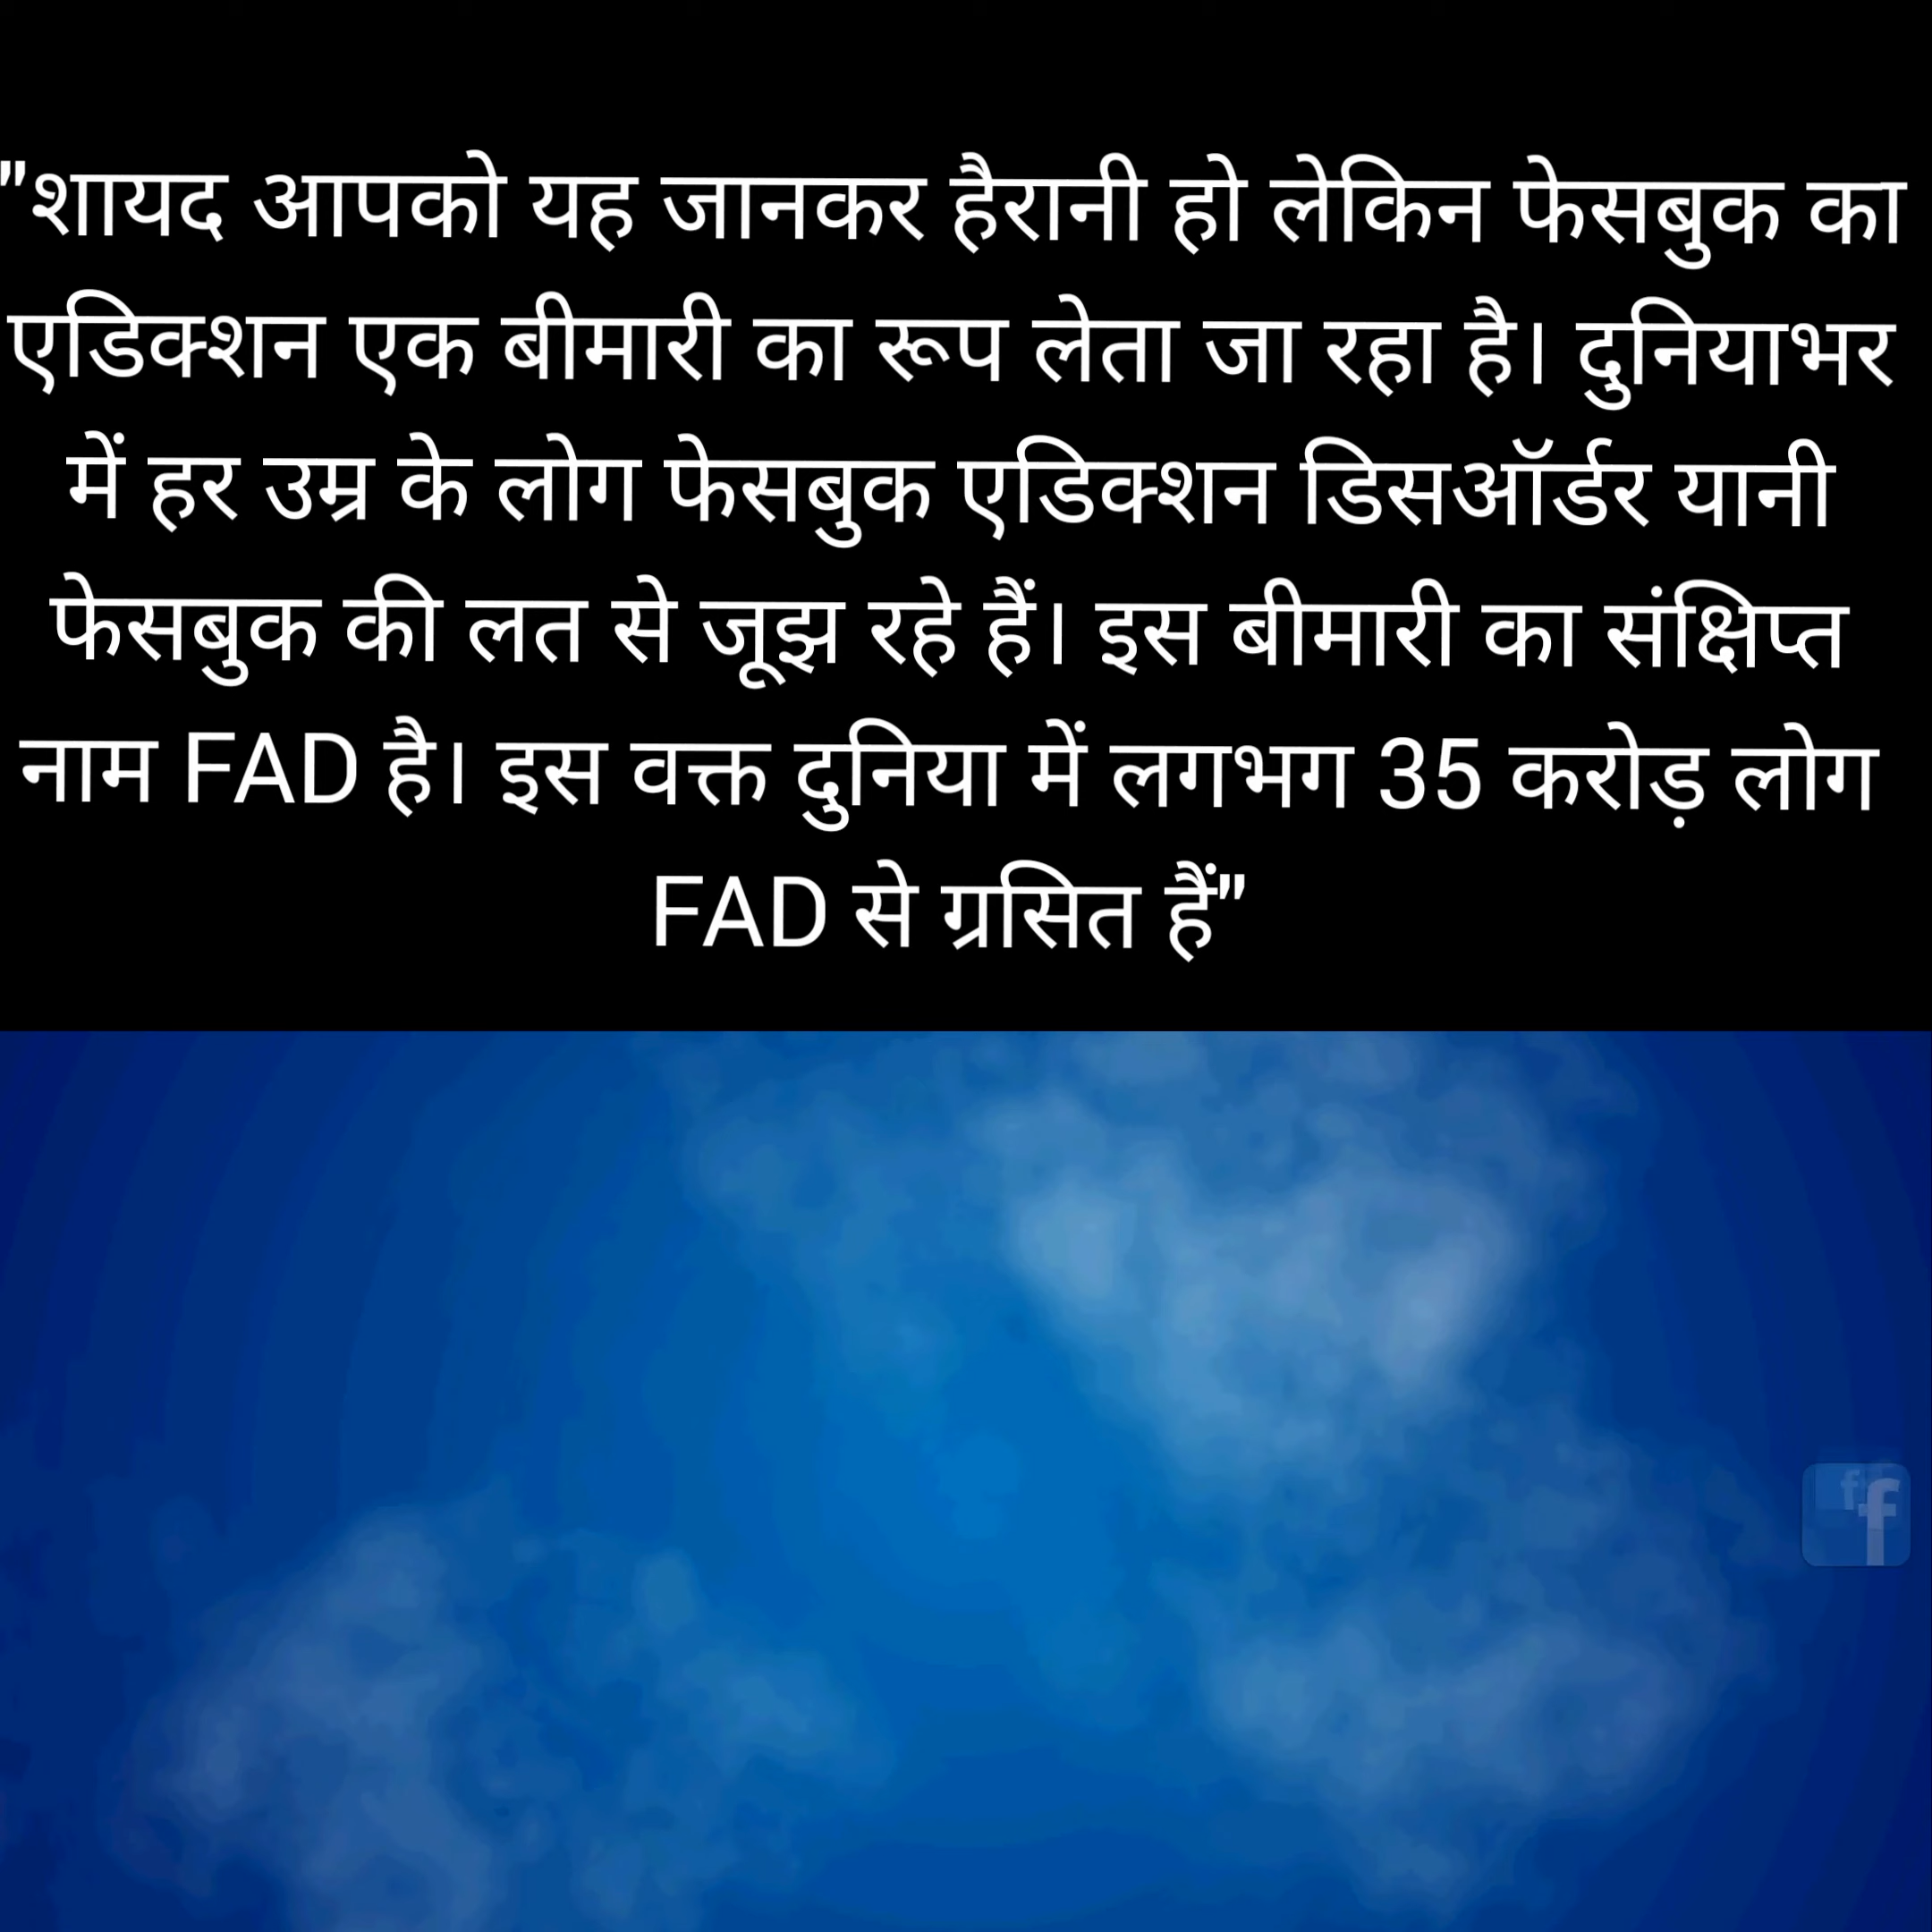 "शायद आपको यह जानकर हैरानी हो लेकिन फेसबुक का
एडिक्शन एक बीमारी का रूप लेता जा रहा है। दुनियाभर
में हर उम्र के लोग फेसबुक एडिक्शन डिसऑर्डर यानी
फेसबुक की लत से जूझ रहे हैं। इस बीमारी का संक्षिप्त
नाम FAD है। इस वक्त दुनिया में लगभग 35 करोड़ लोग
FAD से ग्रसित हैं"
f f